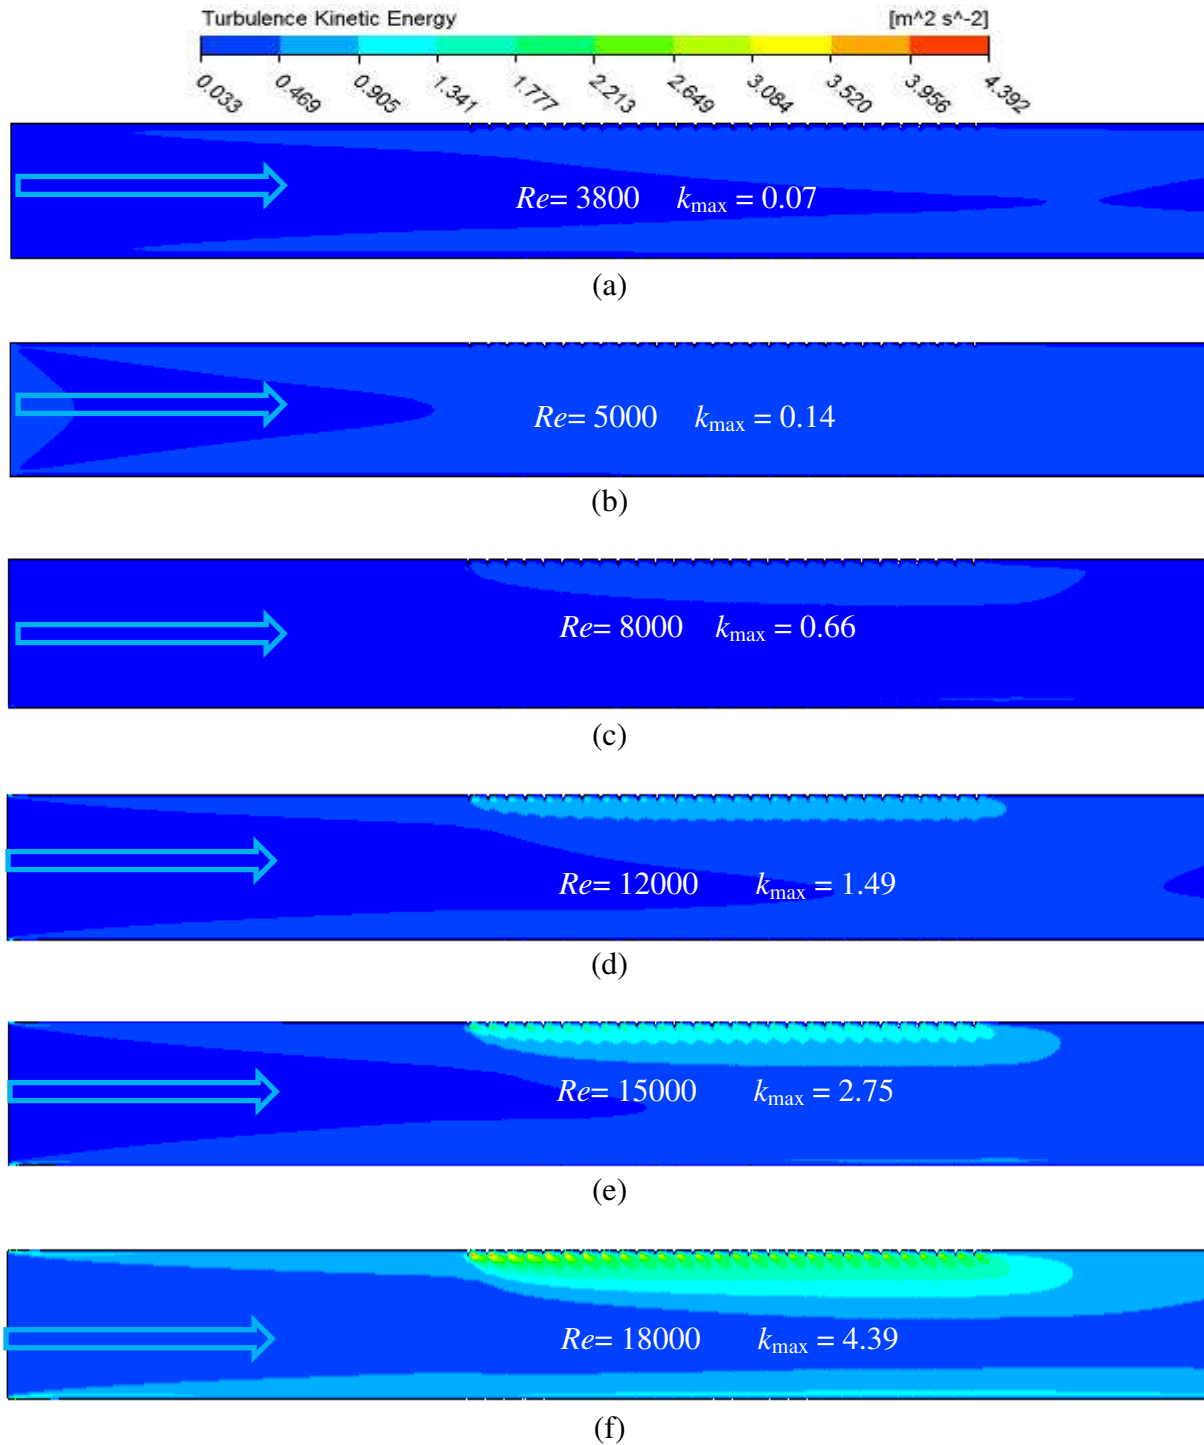 Turbulence Kinetic Energy [m^2 s^-2]
0.033 0.469 0.905 1.341 1.777 2.213 2.649 3.084 3.520 3.956 4.392
Re= 3800 kmax = 0.07
(a)
Re= 5000 kmax = 0.14
(b)
Re= 8000 kmax = 0.66
(c)
Re= 12000 kmax = 1.49
(d)
Re= 15000 kmax = 2.75
(e)
Re= 18000 kmax = 4.39
(f)